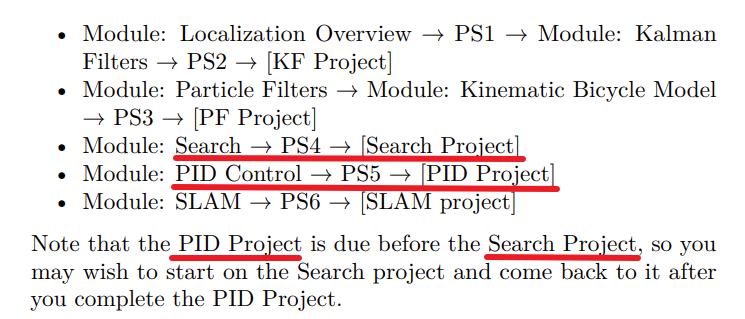 • Module: Localization Overview → PS1 → Module: Kalman
Filters → PS2 → [KF Project]
• Module: Particle Filters → Module: Kinematic Bicycle Model
→ PS3 → [PF Project]
• Module: Search → PS4 → [Search Project]
• Module: PID Control → PS5 → [PID Project]
• Module: SLAM → PS6 → [SLAM project]
Note that the PID Project is due before the Search Project, so you
may wish to start on the Search project and come back to it after
you complete the PID Project.